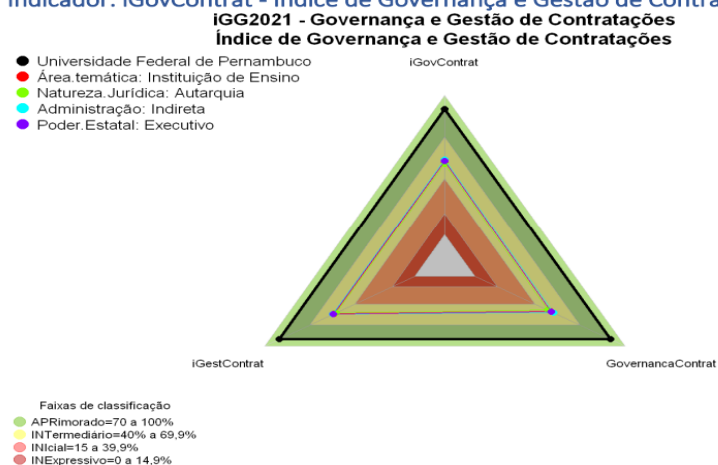 Indicador: iGovContrat - Índice de Governança e Gestão de Contra
iGG2021 - Governança e Gestão de Contratações
Índice de Governança e Gestão de Contratações
Universidade Federal de Pernambuco
Área.temática: Instituição de Ensino
Natureza.Jurídica: Autarquia
Administração: Indireta
Poder.Estatal: Executivo
iGovContrat
iGestContrat
GovernancaContrat
Faixas de classificação
APRimorado=70 a 100%
INTermediário=40% a 69,9%
INIcial=15 a 39,9%
INExpressivo=0 a 14,9%